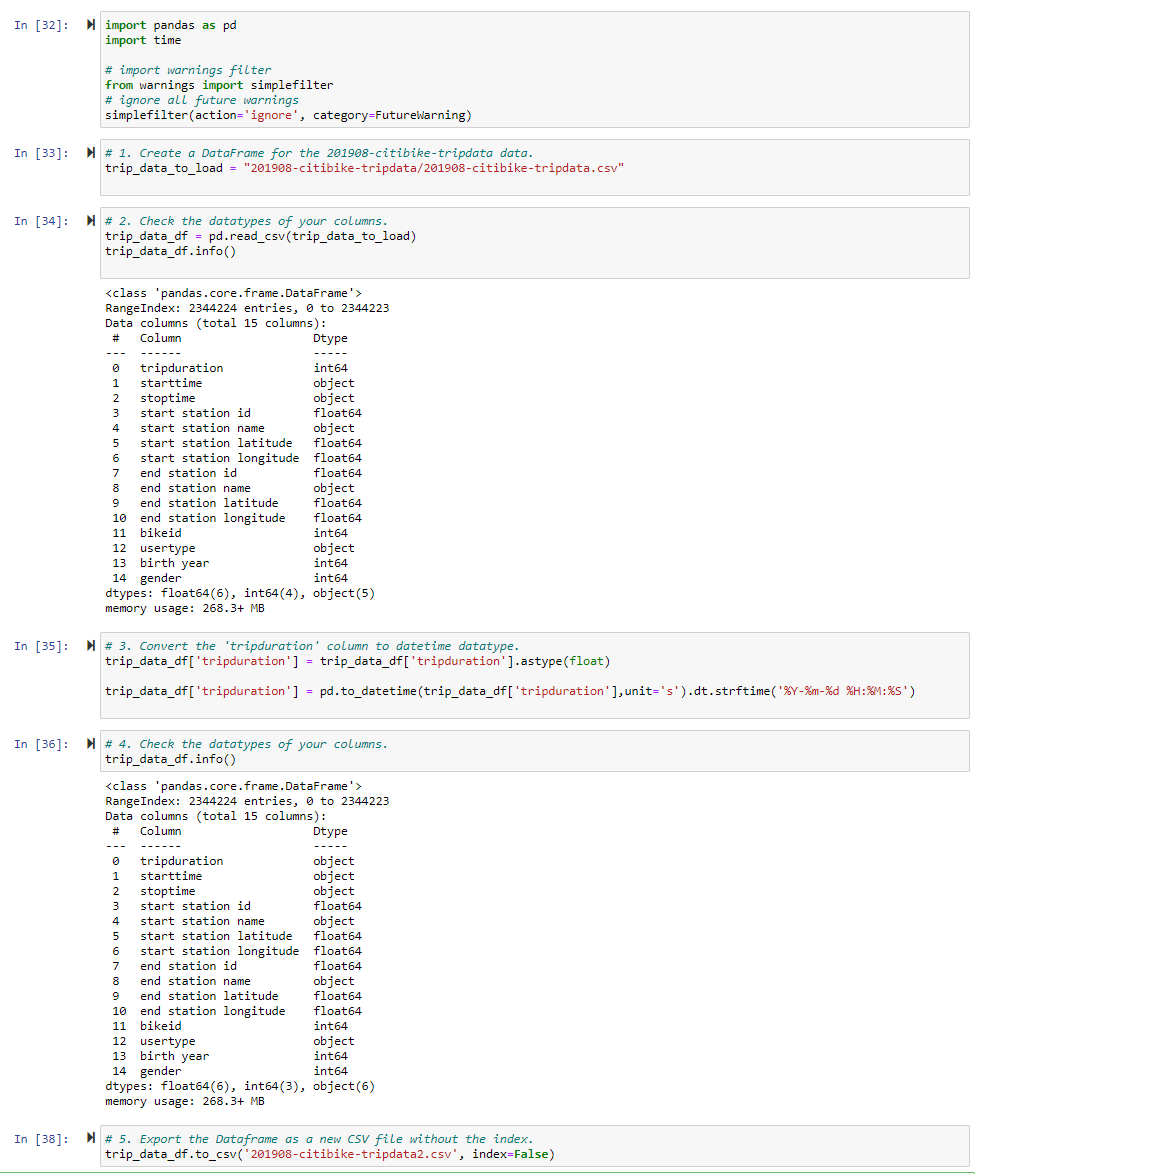 In [32]:
import pandas as pd
import time
# import warnings filter
from warnings import simplefilter
# ignore all future warnings
simplefilter(action='ignore', category=FutureWarning)
In [33]:
# 1. Create a DataFrame for the 201908-citibike-tripdata data.
trip_data_to_load = "201908-citibike-tripdata/201908-citibike-tripdata.csv"
In [34]:
# 2. Check the datatypes of your columns.
trip_data_df = pd.read_csv(trip_data_to_load)
trip_data_df.info()
<class 'pandas.core.frame.DataFrame'>
RangeIndex: 2344224 entries, 0 to 2344223
Data columns (total 15 columns):
 #   Column                   Dtype
---  ------                   -----
 0   tripduration             int64
 1   starttime                object
 2   stoptime                 object
 3   start station id         float64
 4   start station name       object
 5   start station latitude   float64
 6   start station longitude  float64
 7   end station id           float64
 8   end station name         object
 9   end station latitude     float64
 10  end station longitude    float64
 11  bikeid                   int64
 12  usertype                 object
 13  birth year               int64
 14  gender                   int64
dtypes: float64(6), int64(4), object(5)
memory usage: 268.3+ MB
In [35]:
# 3. Convert the 'tripduration' column to datetime datatype.
trip_data_df['tripduration'] = trip_data_df['tripduration'].astype(float)
trip_data_df['tripduration'] = pd.to_datetime(trip_data_df['tripduration'],unit='s').dt.strftime('%Y-%m-%d %H:%M:%S')
In [36]:
# 4. Check the datatypes of your columns.
trip_data_df.info()
<class 'pandas.core.frame.DataFrame'>
RangeIndex: 2344224 entries, 0 to 2344223
Data columns (total 15 columns):
 #   Column                   Dtype
---  ------                   -----
 0   tripduration             object
 1   starttime                object
 2   stoptime                 object
 3   start station id         float64
 4   start station name       object
 5   start station latitude   float64
 6   start station longitude  float64
 7   end station id           float64
 8   end station name         object
 9   end station latitude     float64
 10  end station longitude    float64
 11  bikeid                   int64
 12  usertype                 object
 13  birth year               int64
 14  gender                   int64
dtypes: float64(6), int64(3), object(6)
memory usage: 268.3+ MB
In [38]:
# 5. Export the Dataframe as a new CSV file without the index.
trip_data_df.to_csv('201908-citibike-tripdata2.csv', index=False)